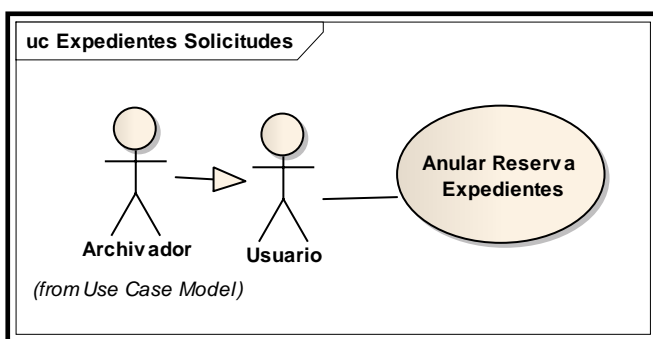 uc Expedientes Solicitudes
Anular Reserva
Expedientes
Archivador
Usuario
(from Use Case Model)